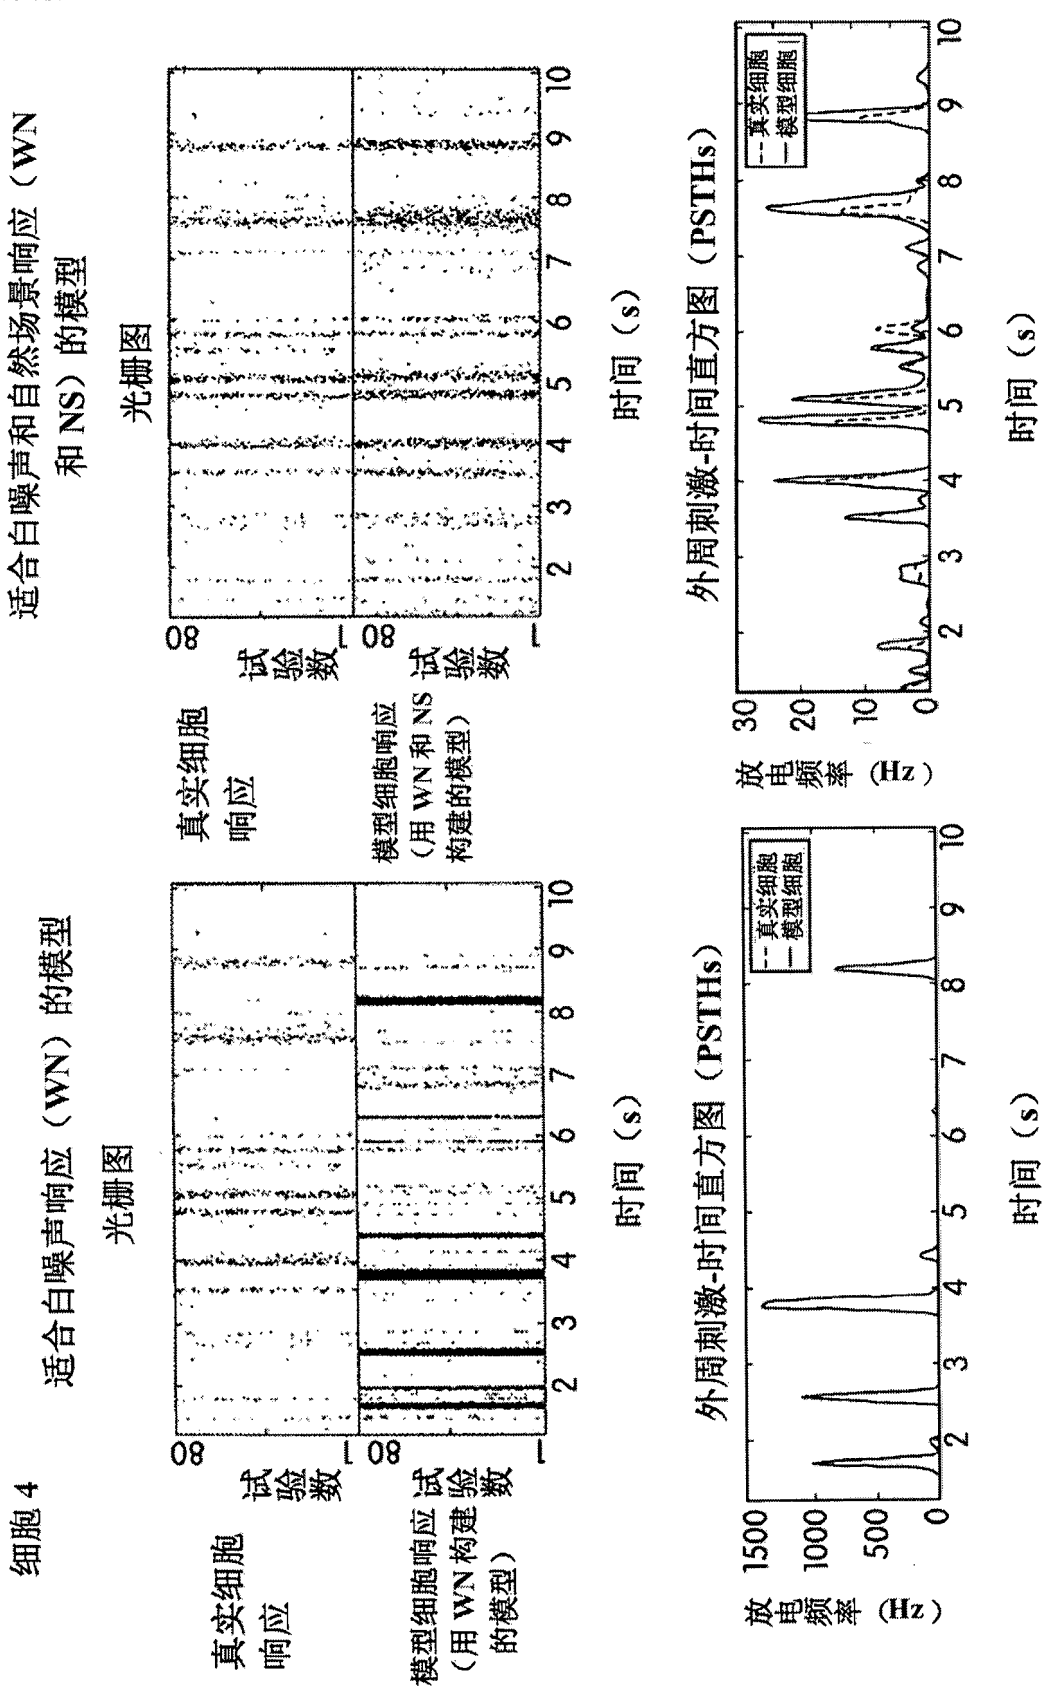 细胞 4
适合白噪声响应（WN）的模型
光栅图
真实细胞
响应
试验数
80
1
模型细胞响应
（用 WN 构建
的模型）
试验数
80
1
2 3 4 5 6 7 8 9 10
时间（s）
外周刺激-时间直方图（PSTHs）
放电频率（Hz）
1500
1000
500
0
真实细胞
模型细胞
2 3 4 5 6 7 8 9 10
时间（s）
适合白噪声和自然场景响应（WN
和 NS）的模型
光栅图
真实细胞
响应
试验数
80
1
模型细胞响应
（用 WN 和 NS
构建的模型）
试验数
80
1
2 3 4 5 6 7 8 9 10
时间（s）
外周刺激-时间直方图（PSTHs）
放电频率（Hz）
30
20
10
0
真实细胞
模型细胞
2 3 4 5 6 7 8 9 10
时间（s）